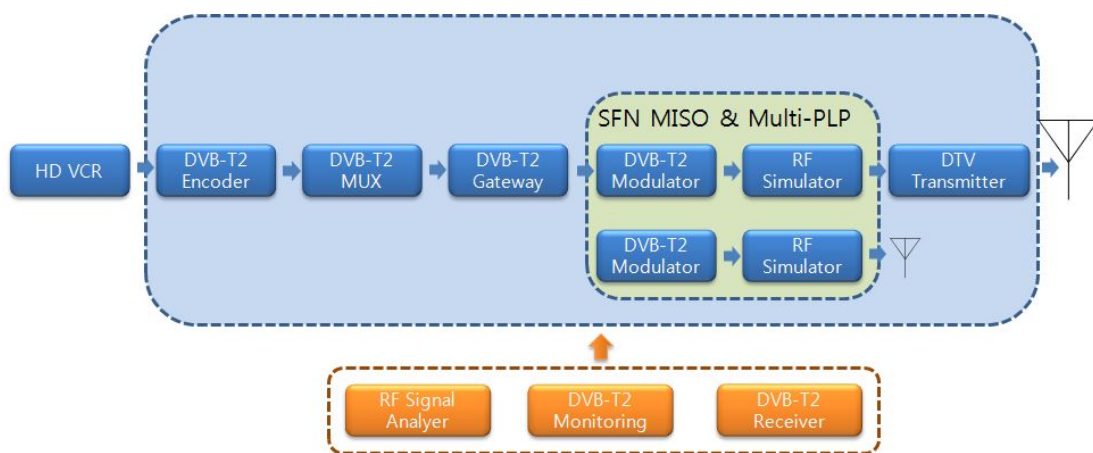 SFN MISO & Multi-PLP
HD VCR
DVB-T2
Encoder
DVB-T2
MUX
DVB-T2
Gateway
DVB-T2
Modulator
RF
Simulator
DTV
Transmitter
DVB-T2
Modulator
RF
Simulator
RF Signal
Analyer
DVB-T2
Monitoring
DVB-T2
Receiver